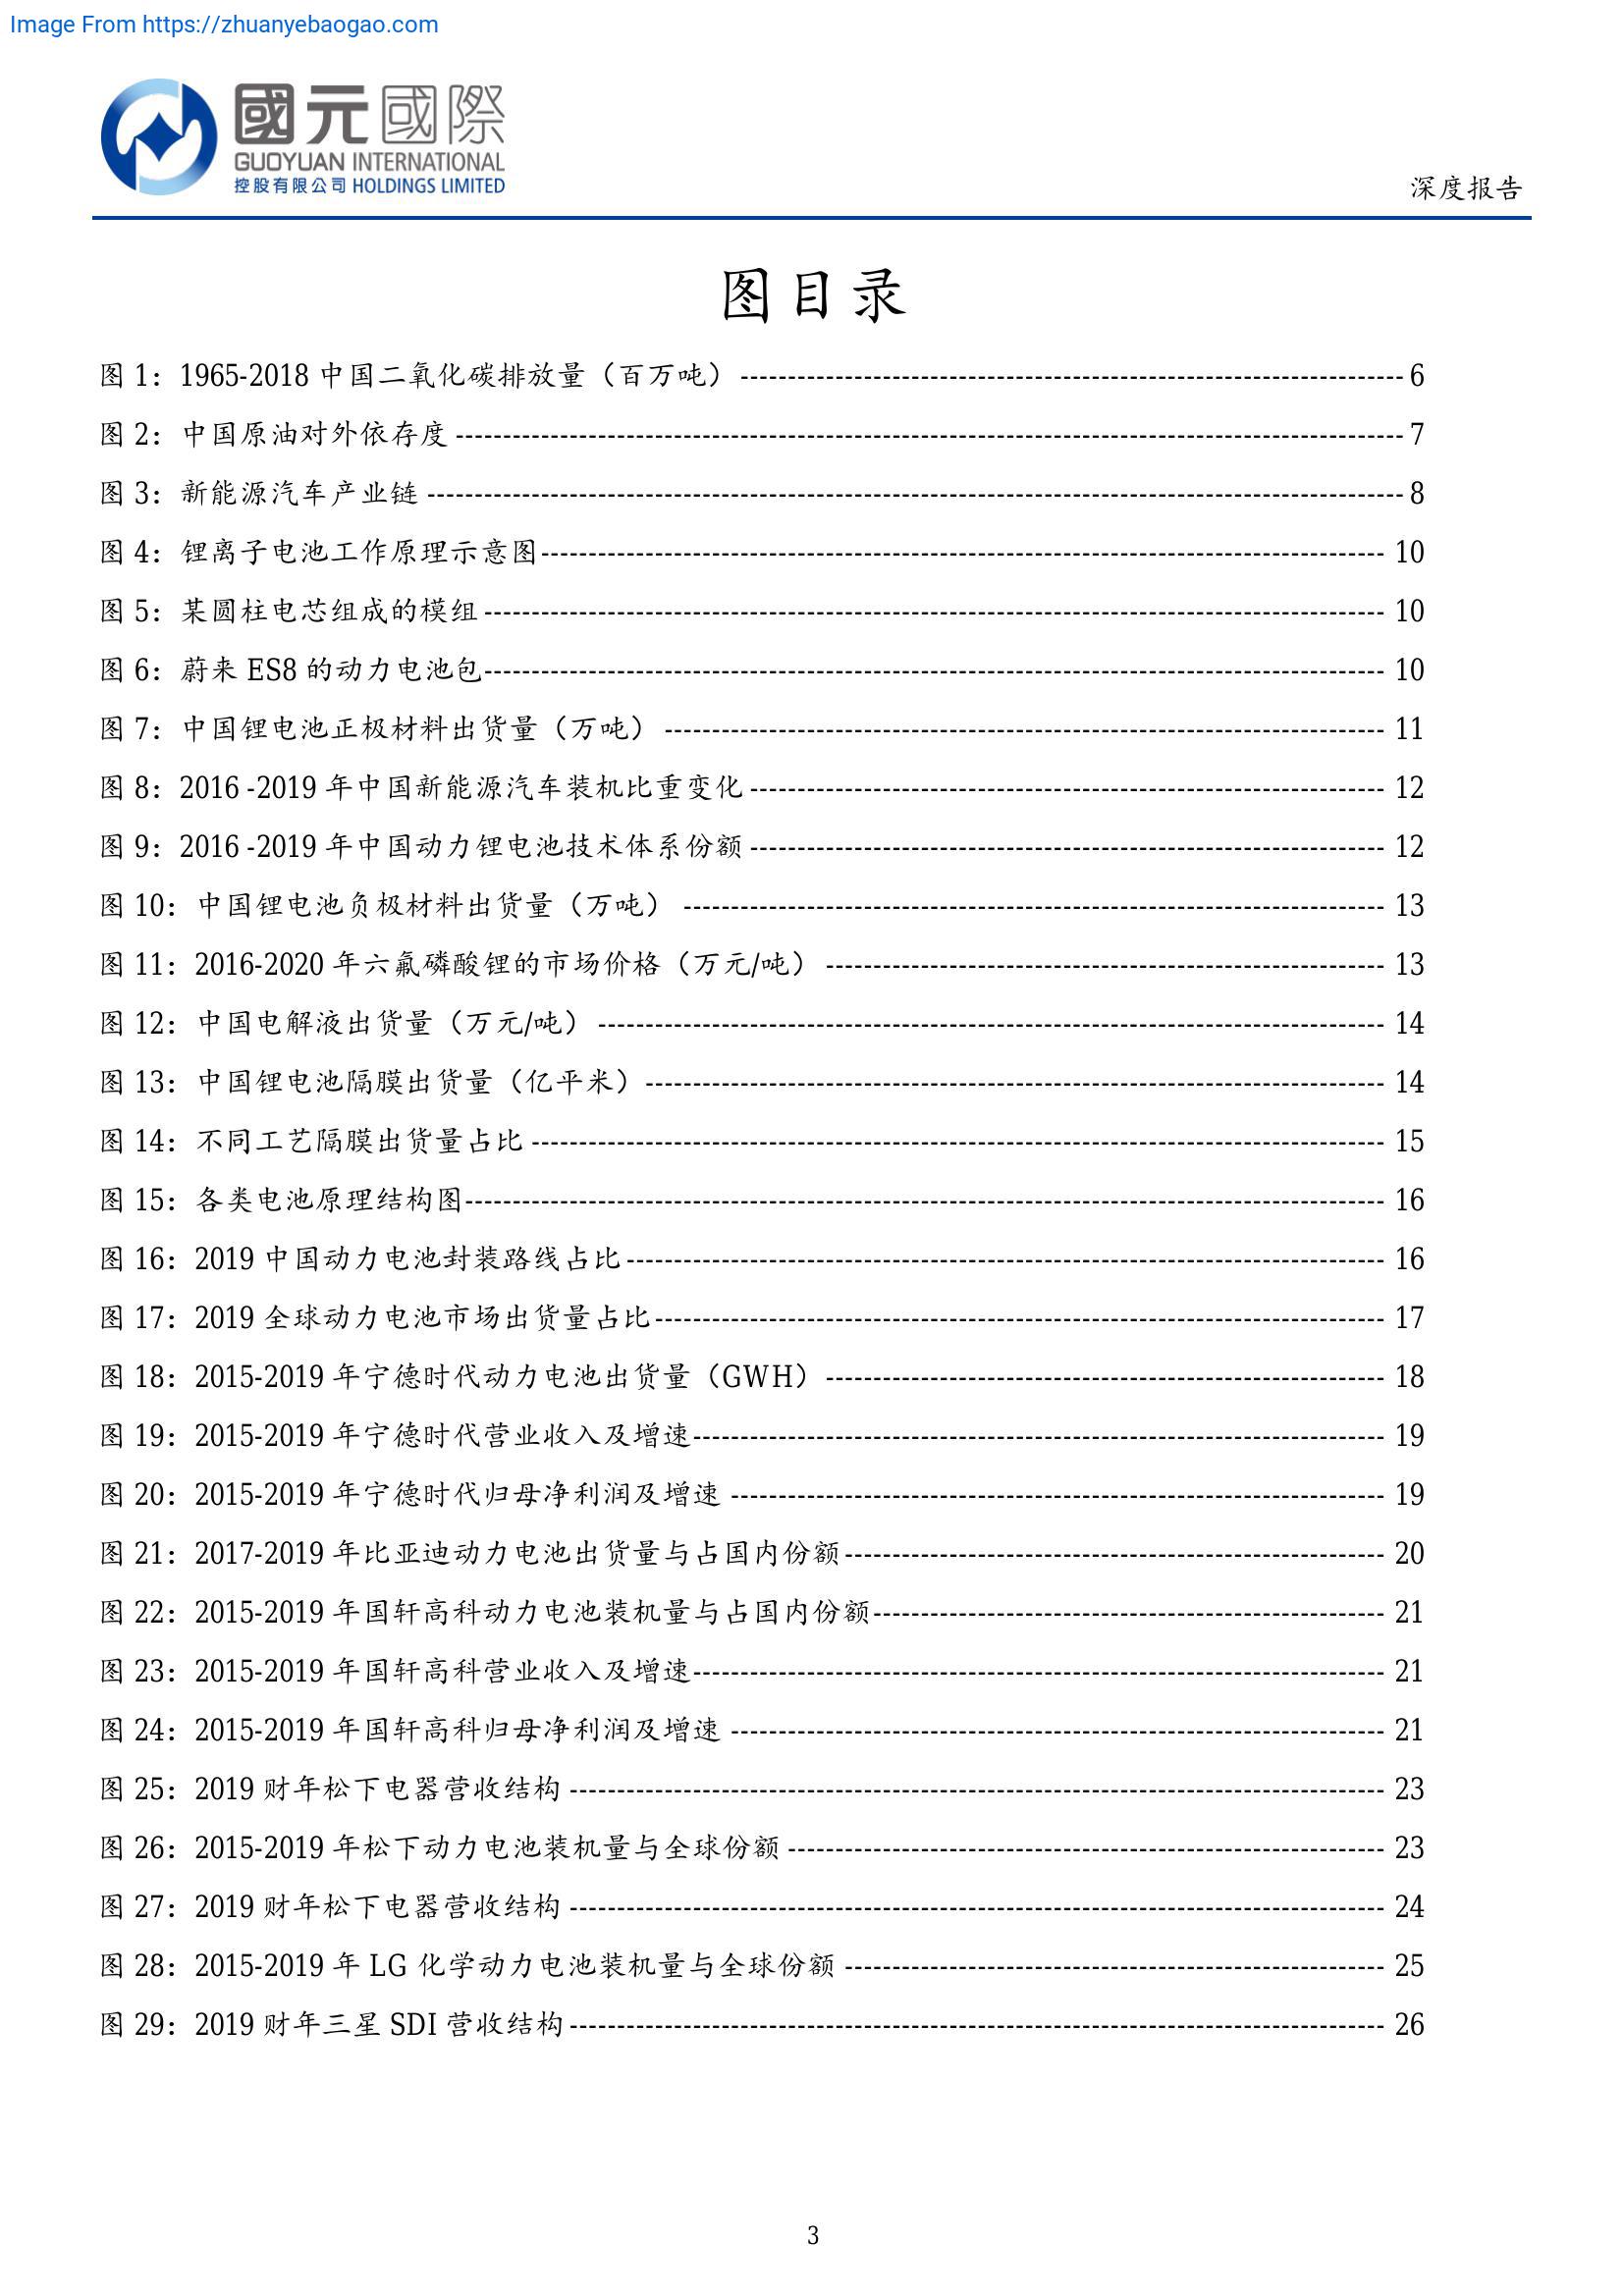 Image From https://zhuanyebaogao.com
國元國際
GUOYUAN INTERNATIONAL
控股有限公司 HOLDINGS LIMITED
深度报告
图目录
图 1：1965-2018 中国二氧化碳排放量（百万吨） 6
图 2：中国原油对外依存度 7
图 3：新能源汽车产业链 8
图 4：锂离子电池工作原理示意图 10
图 5：某圆柱电芯组成的模组 10
图 6：蔚来 ES8 的动力电池包 10
图 7：中国锂电池正极材料出货量（万吨） 11
图 8：2016 -2019 年中国新能源汽车装机比重变化 12
图 9：2016 -2019 年中国动力锂电池技术体系份额 12
图 10：中国锂电池负极材料出货量（万吨） 13
图 11：2016-2020 年六氟磷酸锂的市场价格（万元/吨） 13
图 12：中国电解液出货量（万元/吨） 14
图 13：中国锂电池隔膜出货量（亿平米） 14
图 14：不同工艺隔膜出货量占比 15
图 15：各类电池原理结构图 16
图 16：2019 中国动力电池封装路线占比 16
图 17：2019 全球动力电池市场出货量占比 17
图 18：2015-2019 年宁德时代动力电池出货量（GWH） 18
图 19：2015-2019 年宁德时代营业收入及增速 19
图 20：2015-2019 年宁德时代归母净利润及增速 19
图 21：2017-2019 年比亚迪动力电池出货量与占国内份额 20
图 22：2015-2019 年国轩高科动力电池装机量与占国内份额 21
图 23：2015-2019 年国轩高科营业收入及增速 21
图 24：2015-2019 年国轩高科归母净利润及增速 21
图 25：2019 财年松下电器营收结构 23
图 26：2015-2019 年松下动力电池装机量与全球份额 23
图 27：2019 财年松下电器营收结构 24
图 28：2015-2019 年 LG 化学动力电池装机量与全球份额 25
图 29：2019 财年三星 SDI 营收结构 26
3